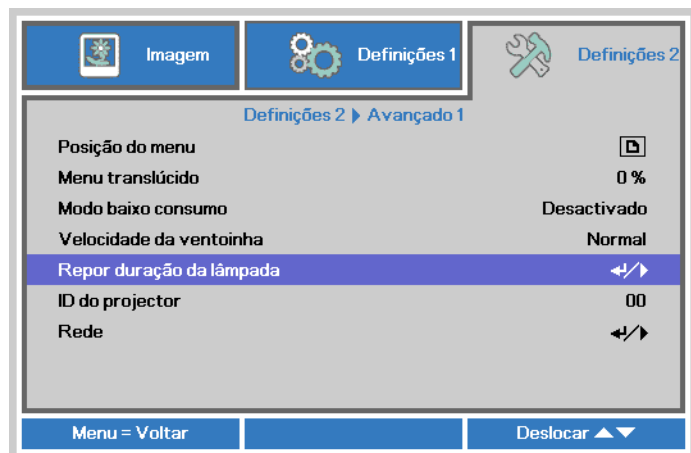 Imagem
Definições 1
Definições 2
Definições 2 ▶ Avançado 1
Posição do menu
Menu translúcido 0 %
Modo baixo consumo Desactivado
Velocidade da ventoinha Normal
Repor duração da lâmpada ↵/▶
ID do projector 00
Rede ↵/▶
Menu = Voltar
Deslocar ▲▼